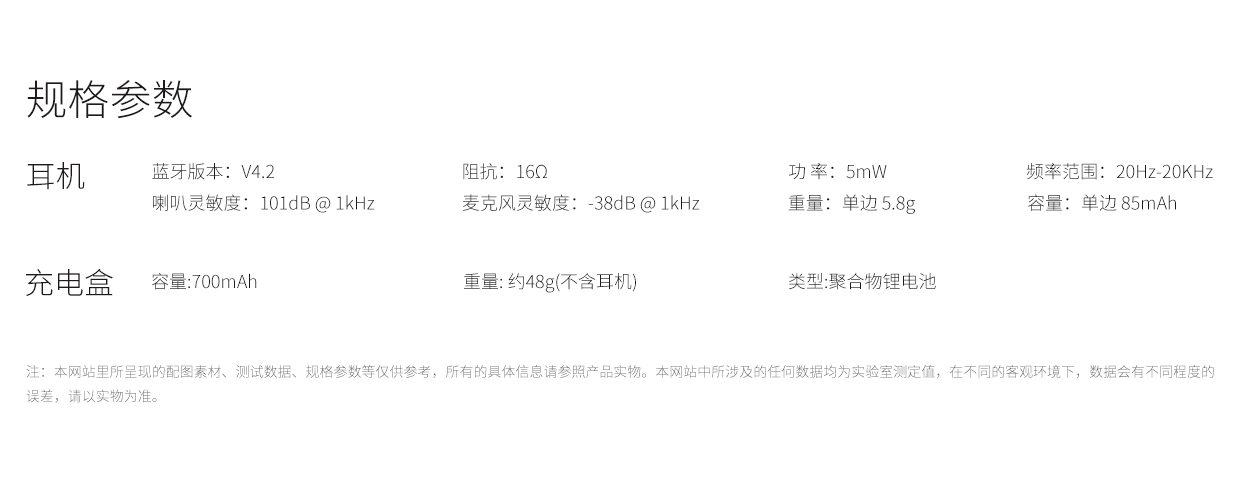 规格参数
耳机 蓝牙版本：V4.2 阻抗：16Ω 功 率：5mW 频率范围：20Hz-20KHz
喇叭灵敏度：101dB @ 1kHz 麦克风灵敏度：-38dB @ 1kHz 重量：单边 5.8g 容量：单边 85mAh
充电盒 容量:700mAh 重量: 约48g(不含耳机) 类型:聚合物锂电池
注：本网站里所呈现的配图素材、测试数据、规格参数等仅供参考，所有的具体信息请参照产品实物。本网站中所涉及的任何数据均为实验室测定值，在不同的客观环境下，数据会有不同程度的
误差，请以实物为准。